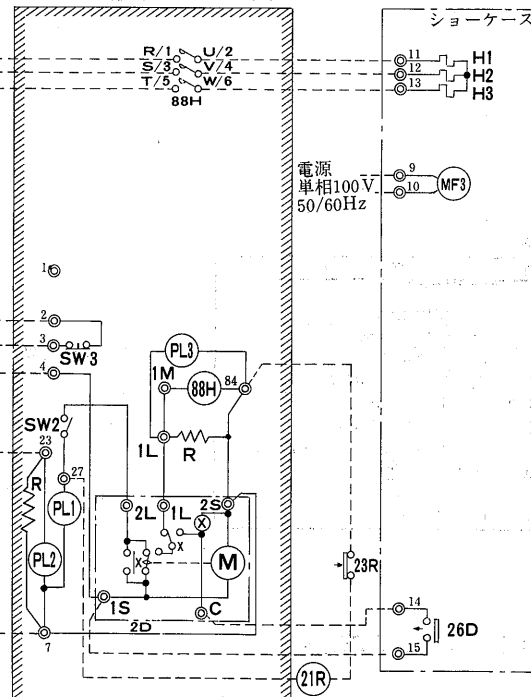 ショーケース
R/1 U/2
S/3 V/4
T/5 W/6
88H
11
12
13
H1
H2
H3
電源
単相100V
50/60Hz
9
10
MF3
1
2
3
SW3
4
PL3
1M
88H
84
1L
R
SW2
23
27
R
PL1
PL2
7
2L
1L
2S
X
X
X
M
1S
C
2D
23R
14
15
26D
21R